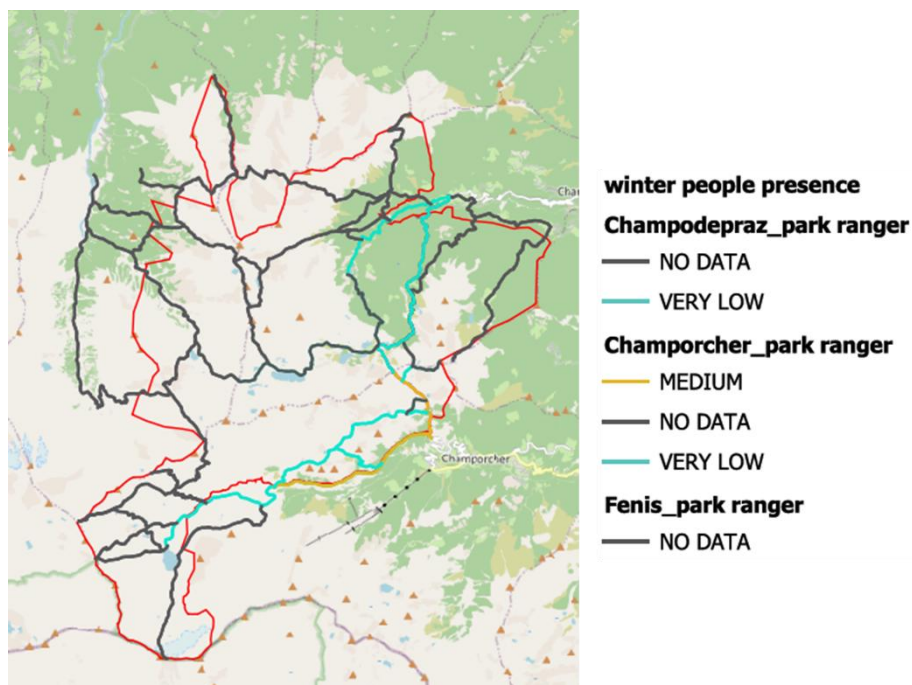 winter people presence
Champodepraz_park ranger
NO DATA
VERY LOW
Champorcher_park ranger
MEDIUM
NO DATA
VERY LOW
Fenis_park ranger
NO DATA
Cha
Champorcher